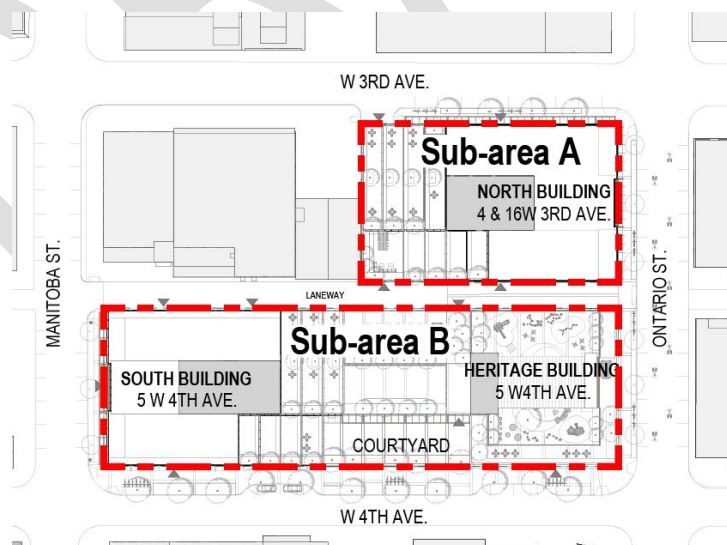 W 3RD AVE.
Sub-area A
NORTH BUILDING
4 & 16W 3RD AVE.
MANITOBA ST.
ONTARIO ST.
LANEWAY
Sub-area B
SOUTH BUILDING
5 W 4TH AVE.
HERITAGE BUILDING
5 W4TH AVE.
COURTYARD
W 4TH AVE.